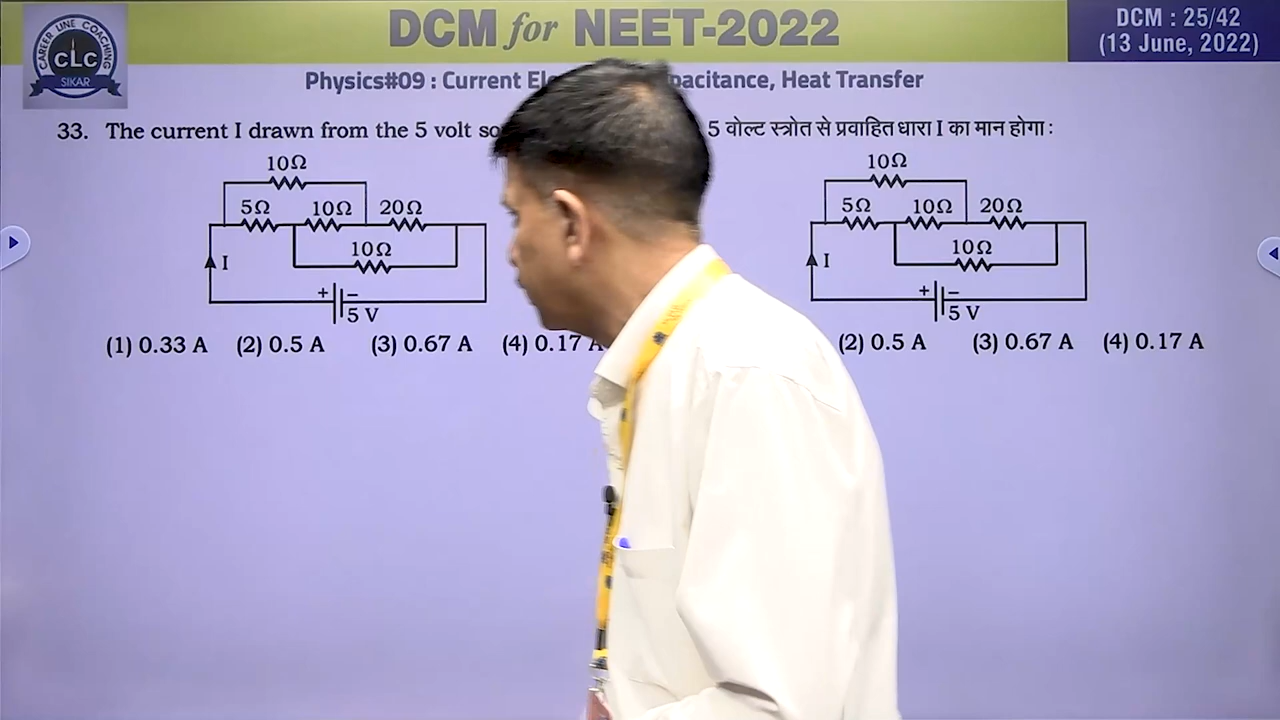 DCM for NEET-2022
DCM : 25/42
(13 June, 2022)
CAREER LINE COACHING
CLC
SIKAR
Physics#09 : Current pacitance, Heat Transfer
33. The current I drawn from the 5 volt
5 वोल्ट स्त्रोत से प्रवाहित धारा I का मान होगा :
10Ω
5Ω 10Ω 20Ω
10Ω
I
+ −
5 V
(1) 0.33 A (2) 0.5 A (3) 0.67 A (4) 0.17 A
10Ω
5Ω 10Ω 20Ω
10Ω
I
+ −
5 V
(2) 0.5 A (3) 0.67 A (4) 0.17 A